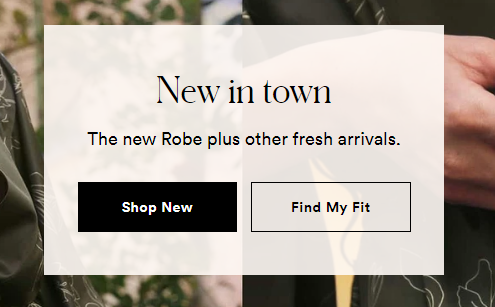 New in town
The new Robe plus other fresh arrivals.
Shop New
Find My Fit